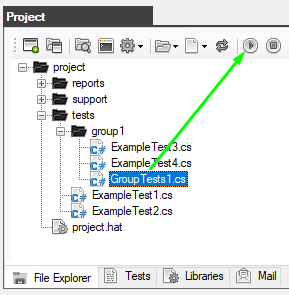 Project
project
reports
support
tests
group1
ExampleTest3.cs
ExampleTest4.cs
GroupTests1.cs
ExampleTest1.cs
ExampleTest2.cs
project.hat
File Explorer Tests Libraries Mail